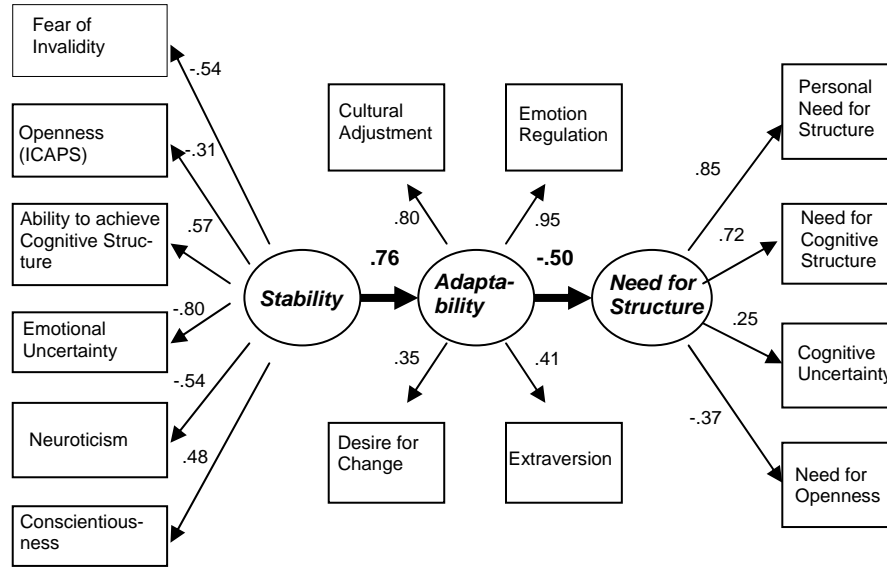 Fear of
Invalidity
-.54
Openness
(ICAPS)
-.31
Ability to achieve
Cognitive Struc-
ture
.57
Emotional
Uncertainty
-.80
Neuroticism
-.54
Conscientious-
ness
.48
Stability
.76
Cultural
Adjustment
.80
Emotion
Regulation
.95
Adapta-
bility
-.50
.35
Desire for
Change
.41
Extraversion
Need for
Structure
.85
Personal
Need for
Structure
.72
Need for
Cognitive
Structure
.25
Cognitive
Uncertainty
-.37
Need for
Openness